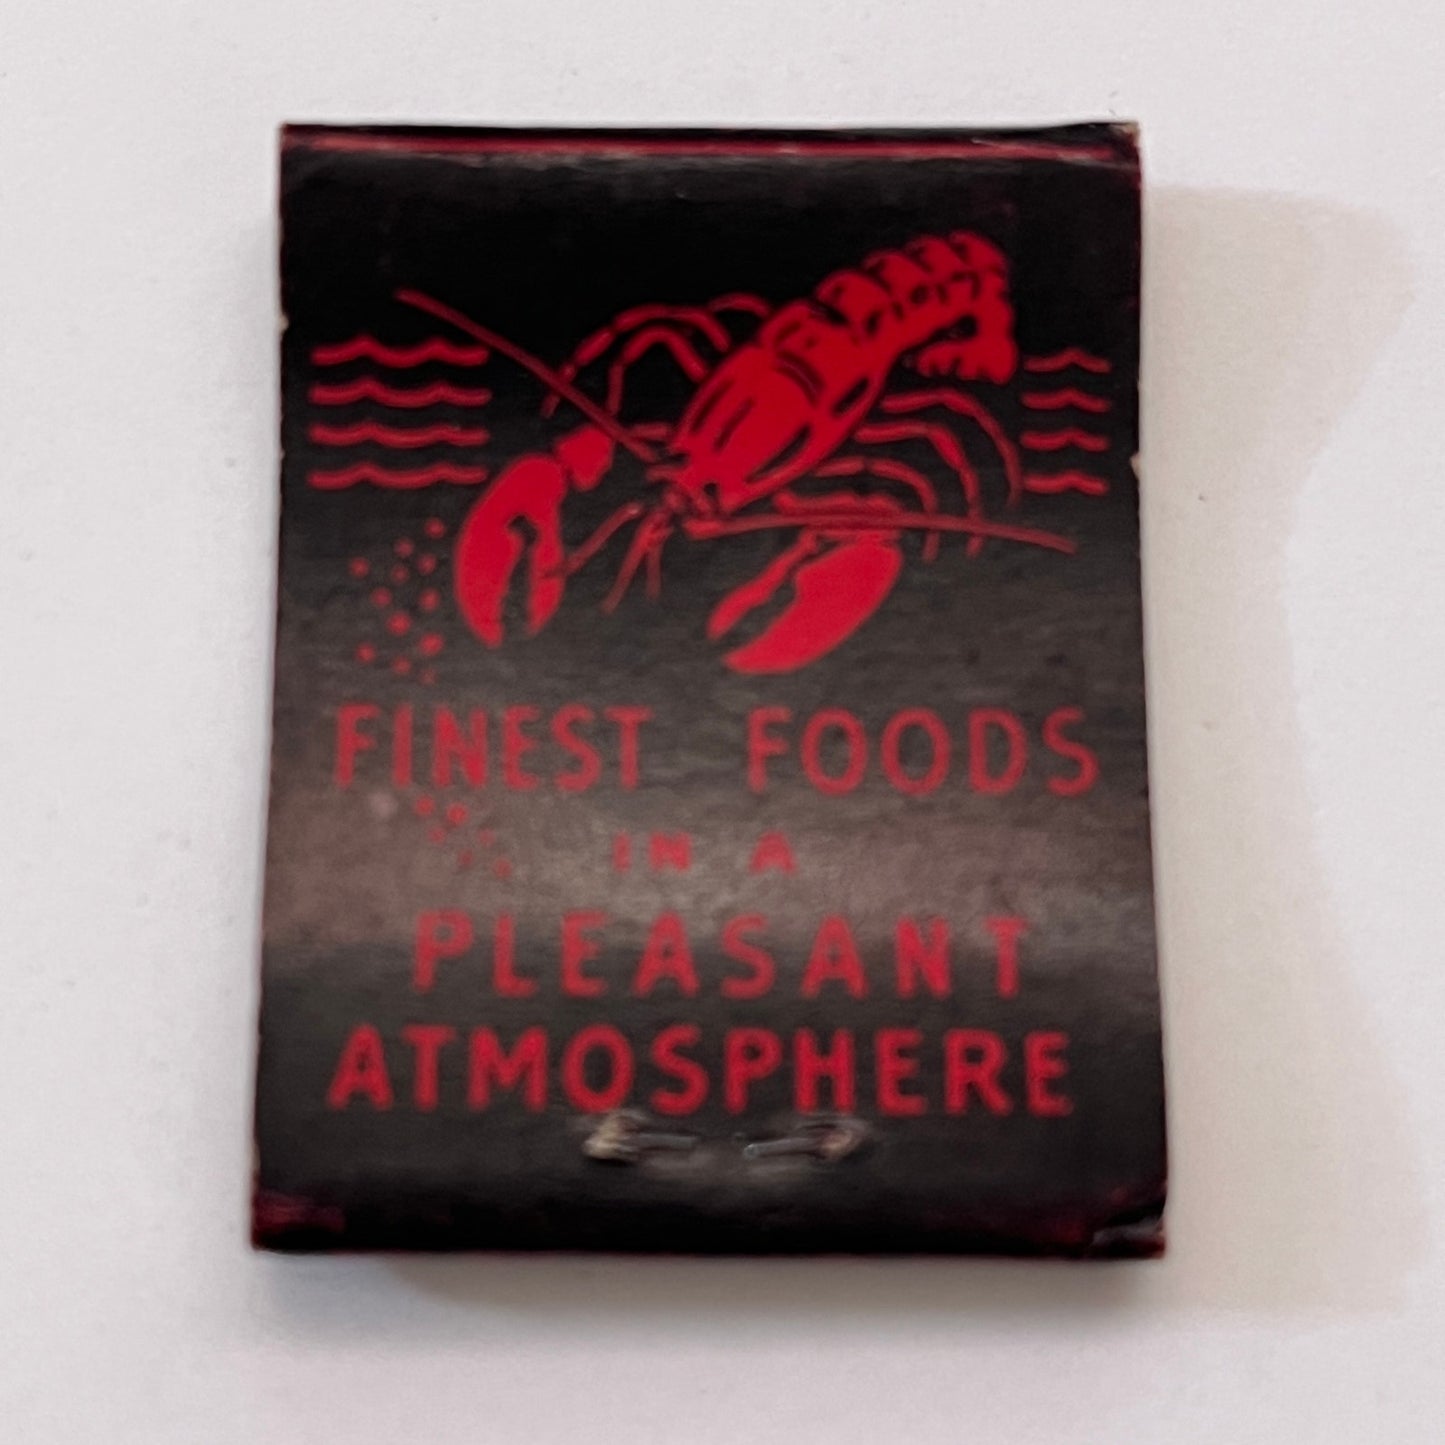 FINEST FOODS
IN A
PLEASANT
ATMOSPHERE